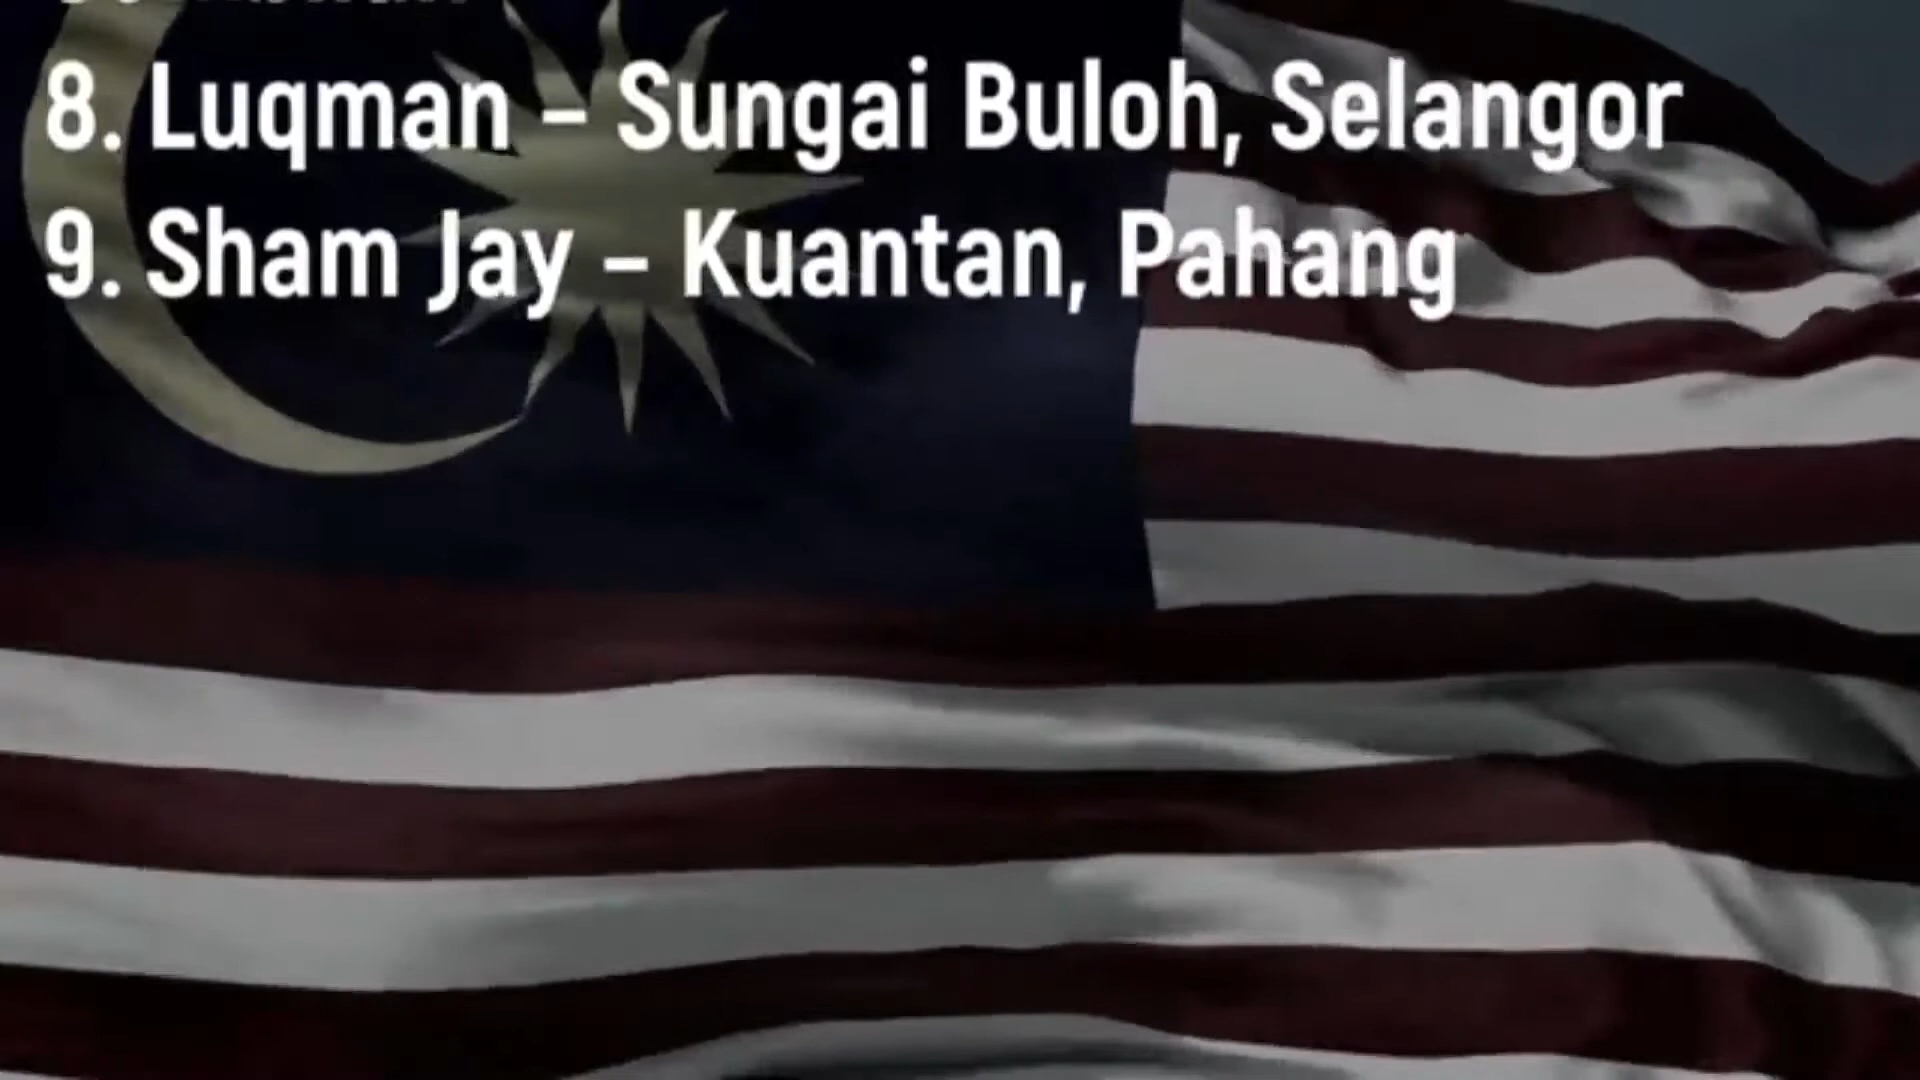 8. Luqman – Sungai Buloh, Selangor
9. Sham Jay – Kuantan, Pahang